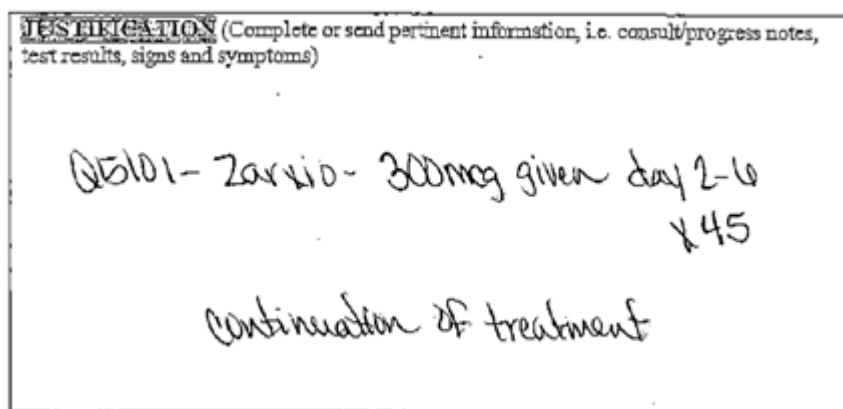 JUSTIFICATION (Complete or send pertinent information, i.e. consult/progress notes,
test results, signs and symptoms)
Q5101- Zarxio- 300mcg given day 2-6
x 45
continuation of treatment